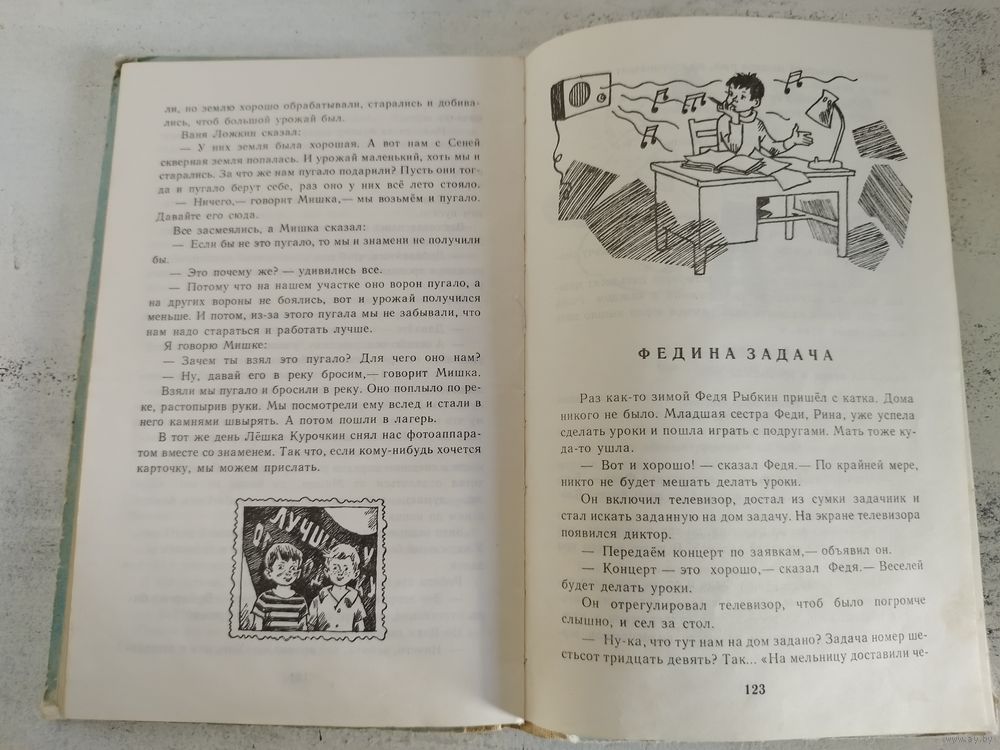 ли, но землю хорошо обрабатывали, старались и добива-
лись, чтоб большой урожай был.
Ваня Ложкин сказал:
— У них земля была хорошая. А вот нам с Сеней
скверная земля попалась. И урожай маленький, хоть мы и
старались. За что же нам пугало подарили? Пусть они тог-
да и пугало берут себе, раз оно у них всё лето стояло.
— Ничего,— говорит Мишка,— мы возьмём и пугало.
Давайте его сюда.
Все засмеялись, а Мишка сказал:
— Если бы не это пугало, то мы и знамени не получили
бы.
— Это почему же? — удивились все.
— Потому что на нашем участке оно ворон пугало, а
на других вороны не боялись, вот и урожай получился
меньше. И потом, из-за этого пугала мы не забывали, что
нам надо стараться и работать лучше.
Я говорю Мишке:
— Зачем ты взял это пугало? Для чего оно нам?
— Ну, давай его в реку бросим,— говорит Мишка.
Взяли мы пугало и бросили в реку. Оно поплыло по ре-
ке, растопырив руки. Мы посмотрели ему вслед и стали в
него камнями швырять. А потом пошли в лагерь.
В тот же день Лёшка Курочкин снял нас фотоаппара-
том вместе со знаменем. Так что, если кому-нибудь хочется
карточку, мы можем прислать.
ЛУЧШ
ФЕДИНА ЗАДАЧА
Раз как-то зимой Федя Рыбкин пришёл с катка. Дома
никого не было. Младшая сестра Феди, Рина, уже успела
сделать уроки и пошла играть с подругами. Мать тоже ку-
да-то ушла.
— Вот и хорошо! — сказал Федя.— По крайней мере,
никто не будет мешать делать уроки.
Он включил телевизор, достал из сумки задачник и
стал искать заданную на дом задачу. На экране телевизора
появился диктор.
— Передаём концерт по заявкам,— объявил он.
— Концерт — это хорошо,— сказал Федя.— Веселей
будет делать уроки.
Он отрегулировал телевизор, чтоб было погромче
слышно, и сел за стол.
— Ну-ка, что тут нам на дом задано? Задача номер ше-
стьсот тридцать девять? Так... «На мельницу доставили че-
123
www.ay.by